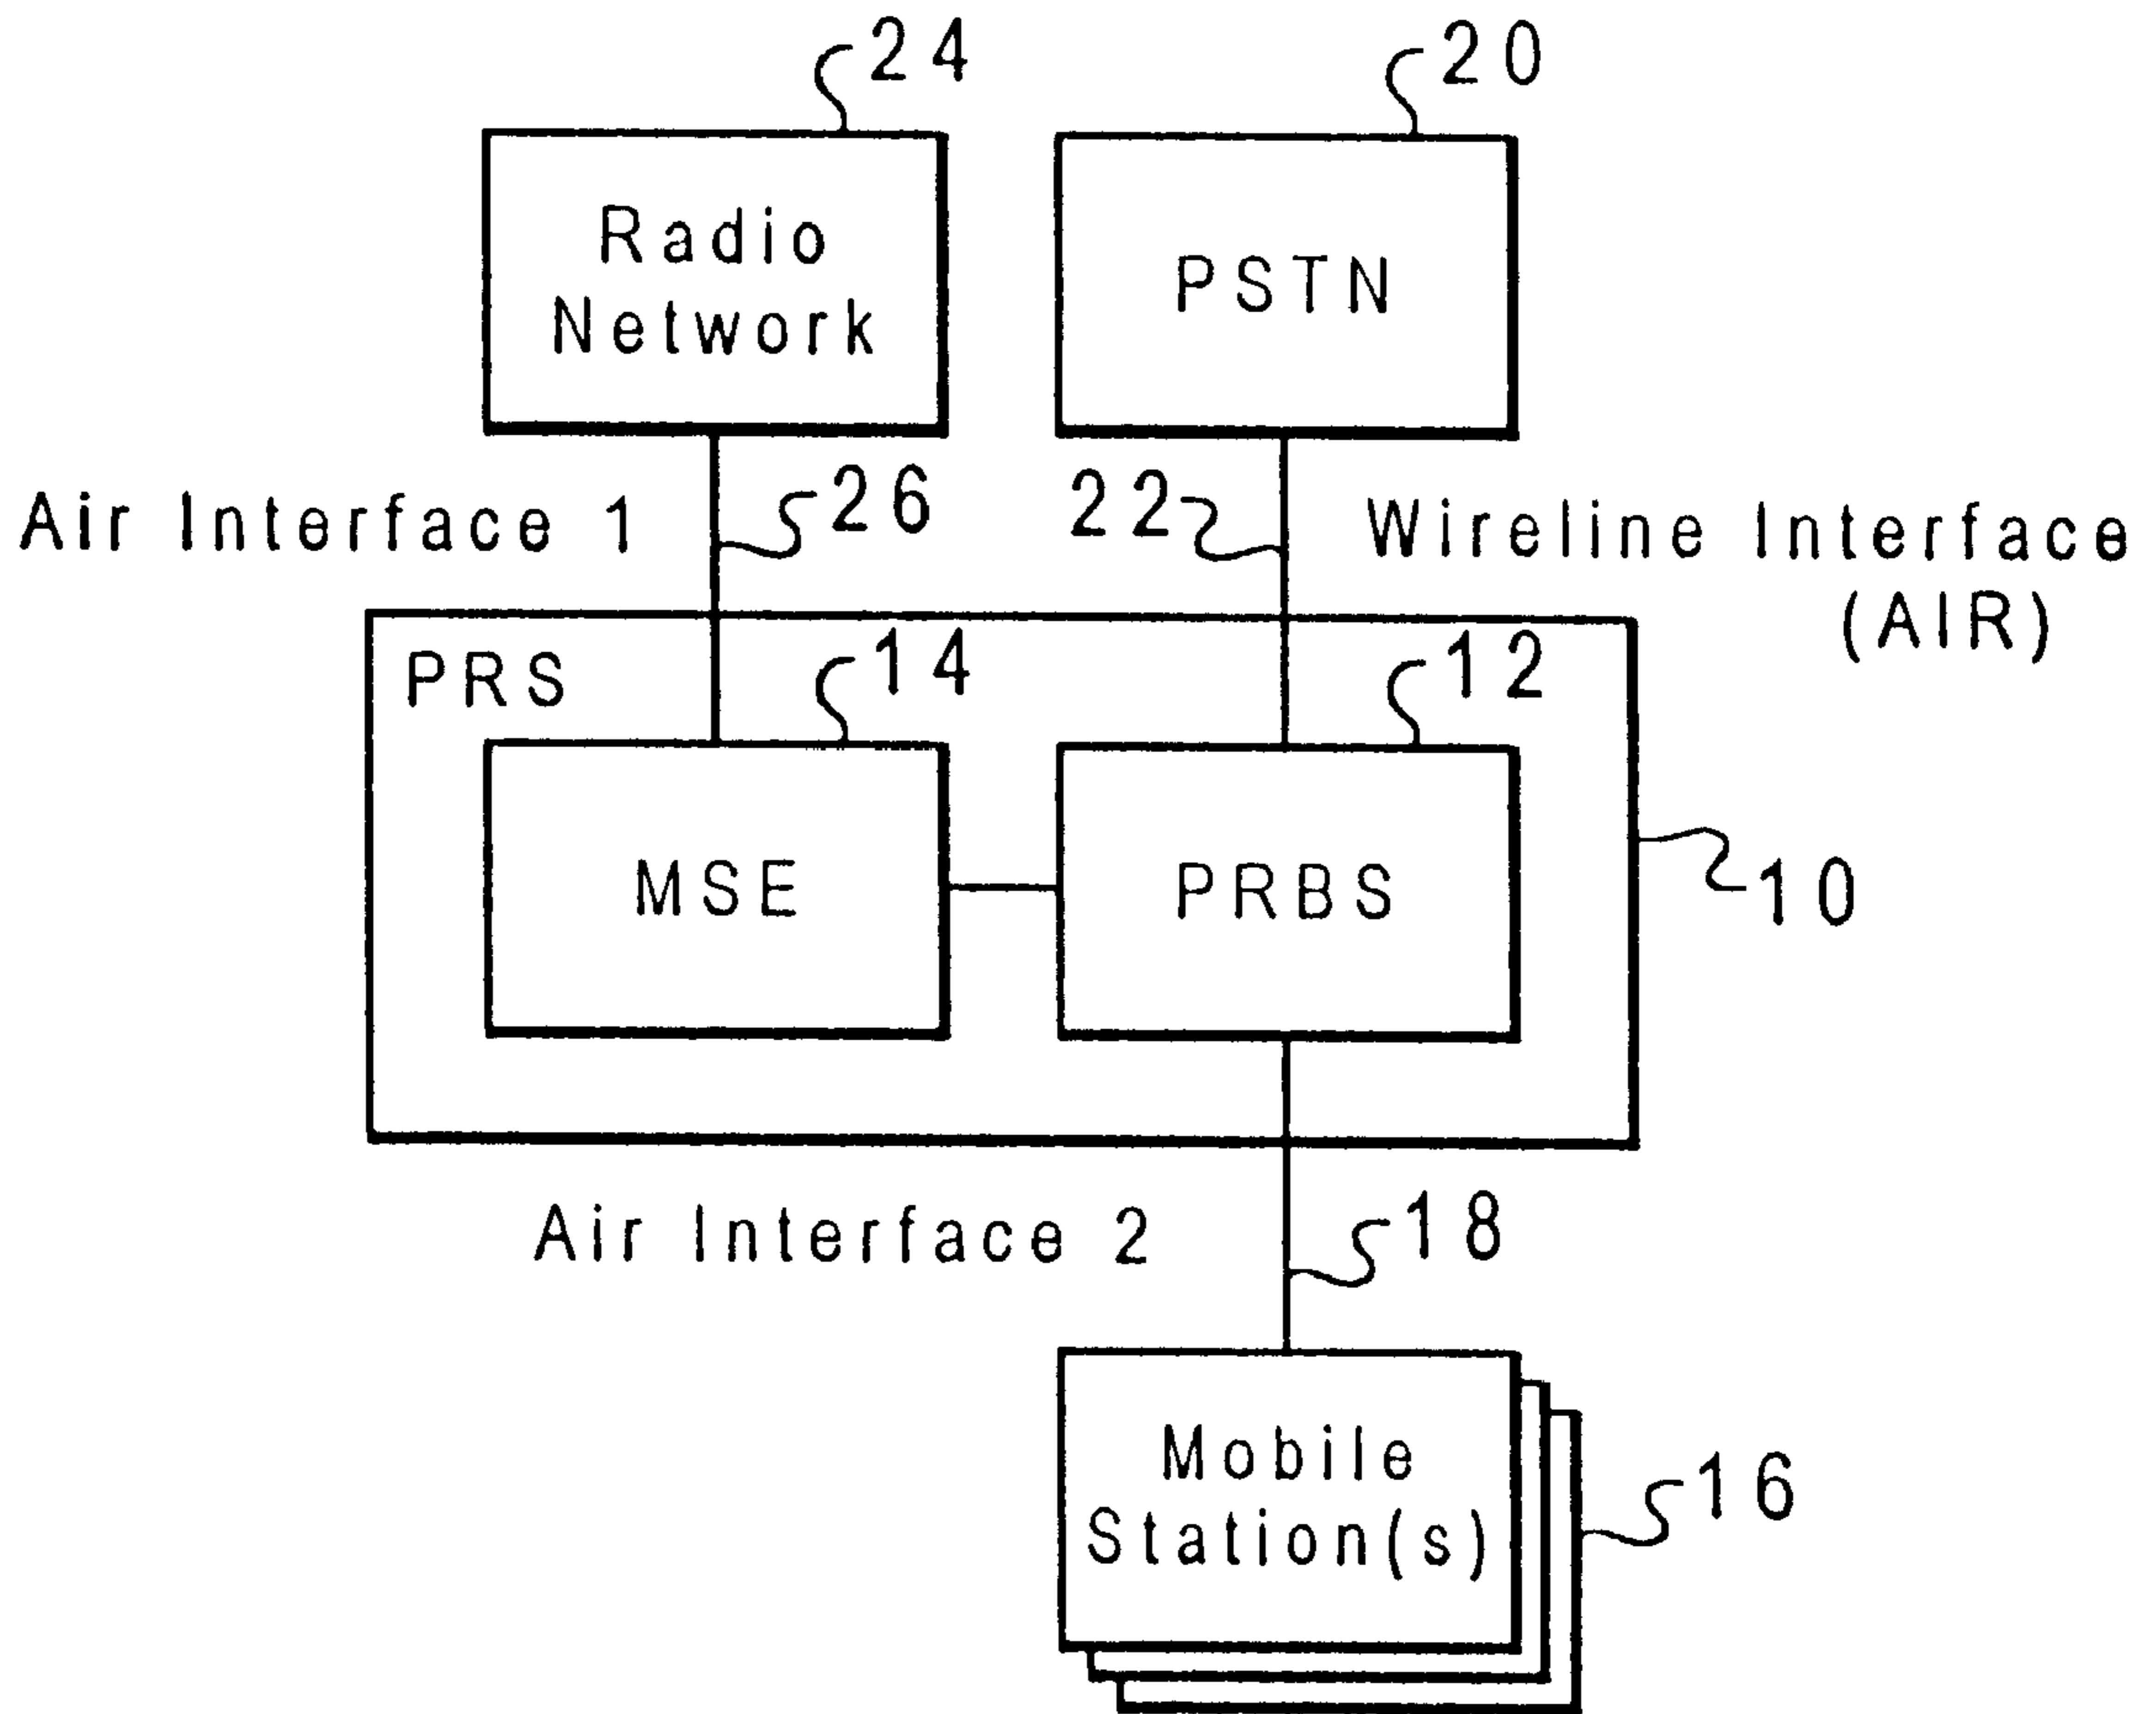 24
20
Radio
Network
PSTN
Air Interface 1
26
22
Wireline Interface
(AIR)
PRS
14
12
MSE
PRBS
10
Air Interface 2
18
Mobile
Station(s)
16